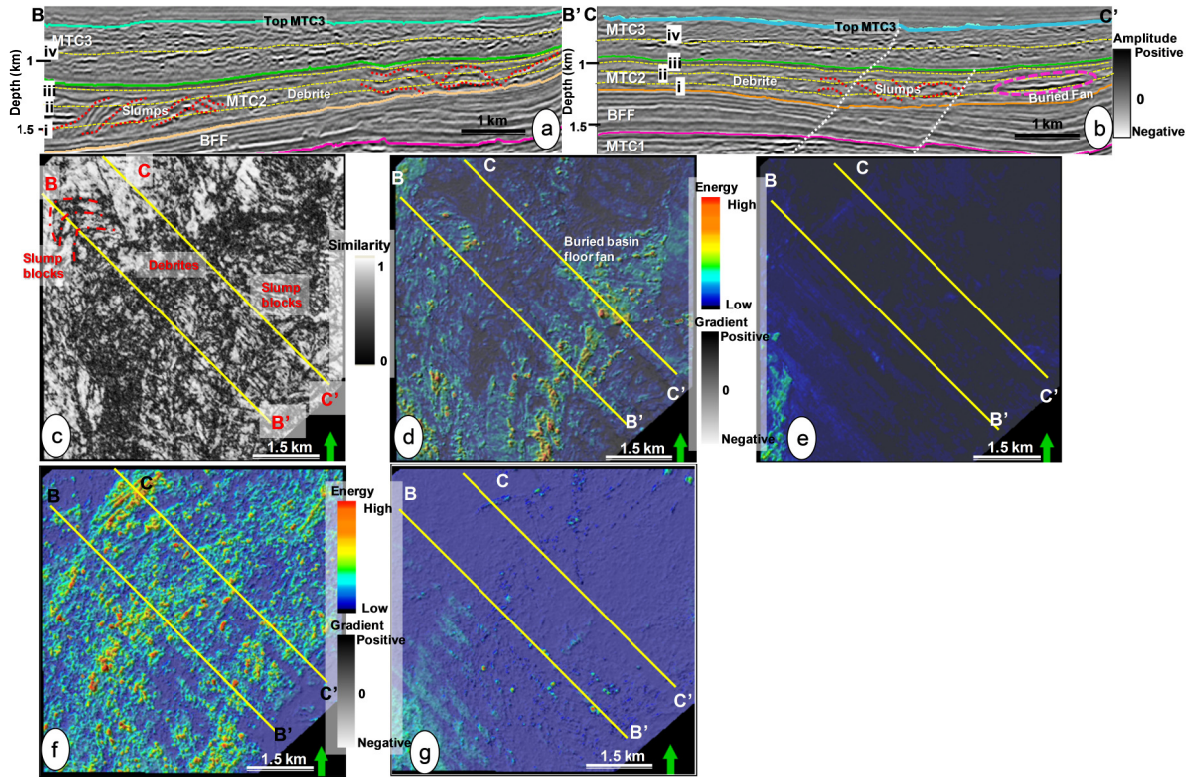 B
Top MTC3
B’
MTC3
iv
Depth (km)
1
iii
ii
i
1.5
Slumps
MTC2
Debrite
BFF
1 km
a
C
Top MTC3
C’
MTC3
iv
Depth (km)
1
ii
MTC2
ii
i
Debrite
Slumps
Buried Fan
1.5
BFF
MTC1
1 km
b
Amplitude
Positive
0
Negative
B
C
Slump
blocks
Debrites
Slump
blocks
B’
C’
c
1.5 km
Similarity
1
0
B
C
Buried basin
floor fan
B’
C’
d
1.5 km
Energy
High
Low
Gradient
Positive
0
Negative
B
C
B’
C’
e
1.5 km
B
C
B’
C’
f
1.5 km
Energy
High
Low
Gradient
Positive
0
Negative
B
C
B’
C’
g
1.5 km